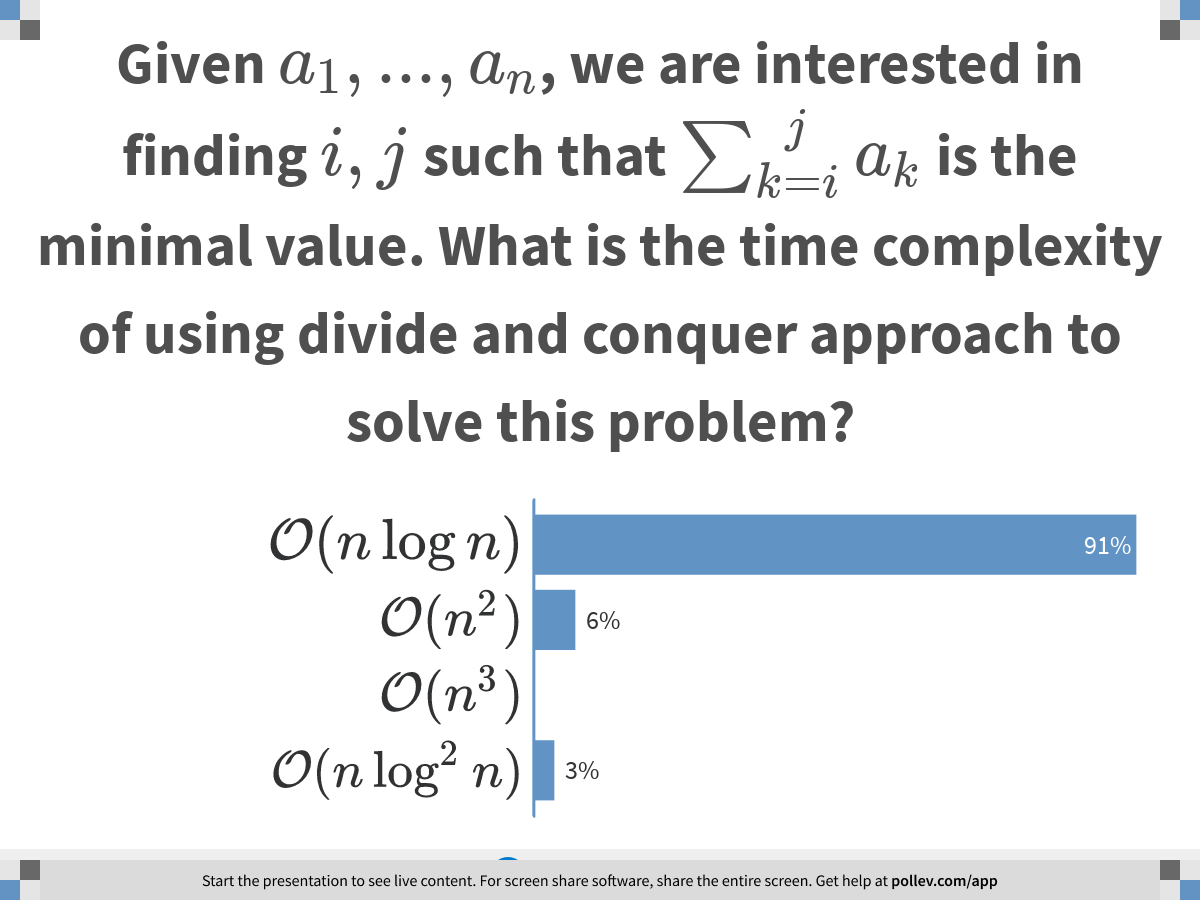 Given a₁, ..., aₙ, we are interested in
finding i, j such that ∑ʲₖ₌ᵢ aₖ is the
minimal value. What is the time complexity
of using divide and conquer approach to
solve this problem?
𝒪(n log n) 91%
𝒪(n²) 6%
𝒪(n³)
𝒪(n log² n) 3%
Start the presentation to see live content. For screen share software, share the entire screen. Get help at pollev.com/app